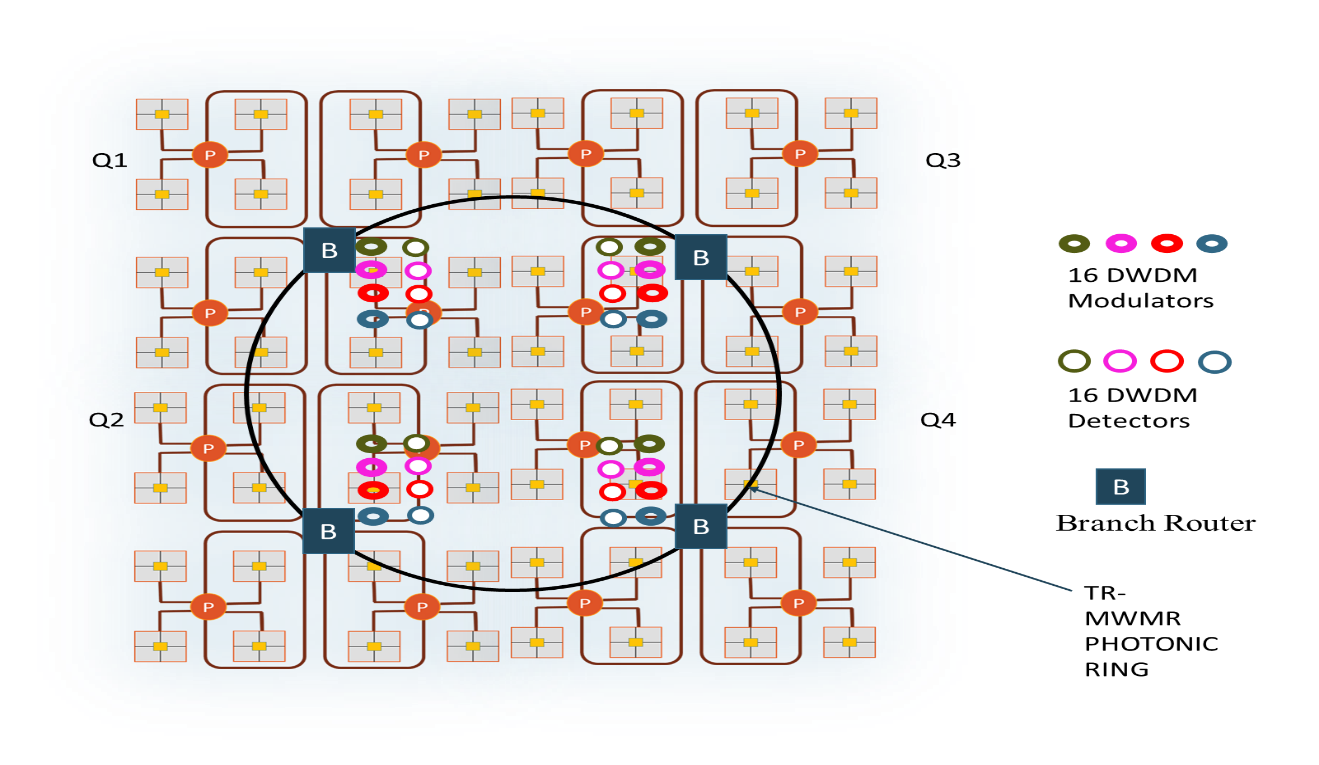 P P P P
Q1
Q3
B B
P P P
16 DWDM
Modulators
Q2
Q4
P P P
16 DWDM
Detectors
B B
B
Branch Router
P P P P
TR-
MWMR
PHOTONIC
RING